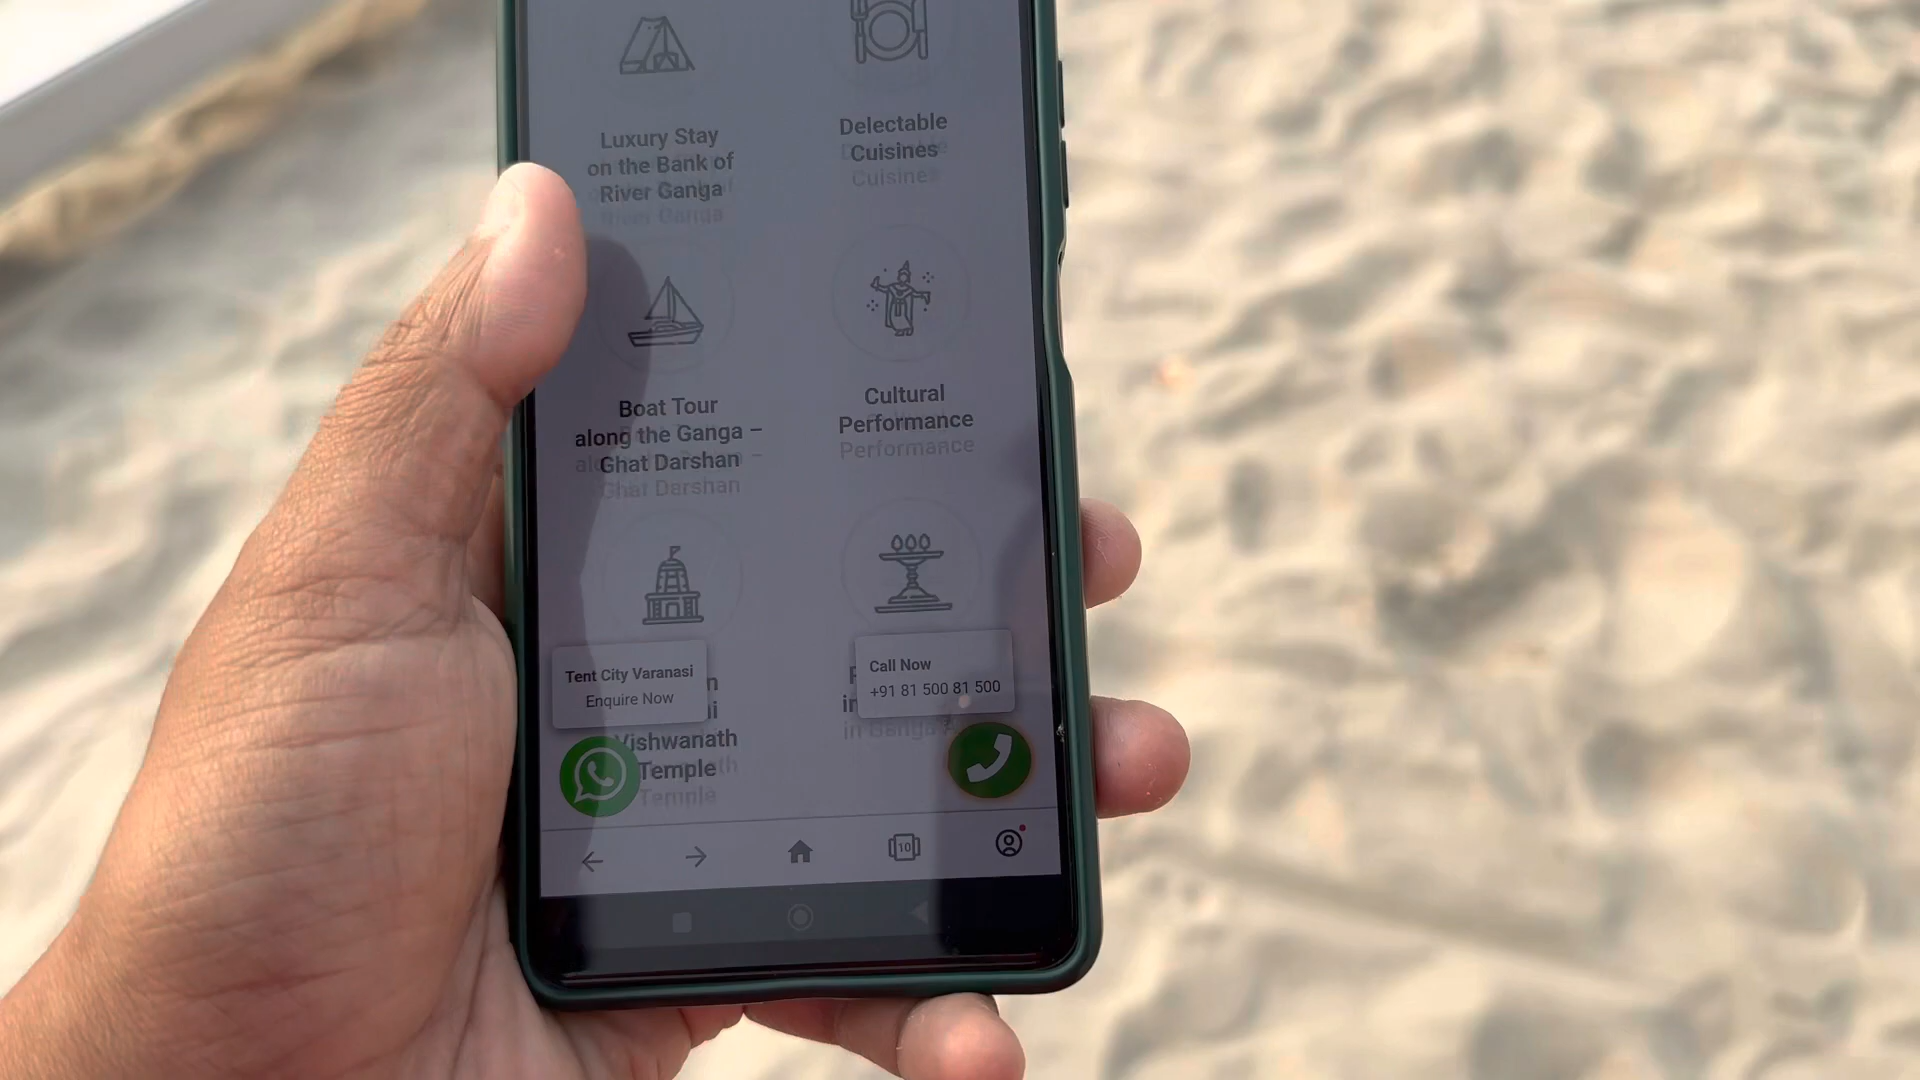 Luxury Stay
on the Bank of
River Ganga
Delectable
Cuisines
Boat Tour
along the Ganga –
Ghat Darshan
Cultural
Performance
Tent City Varanasi
Enquire Now
Call Now
+91 81 500 81 500
Vishwanath
Temple
10